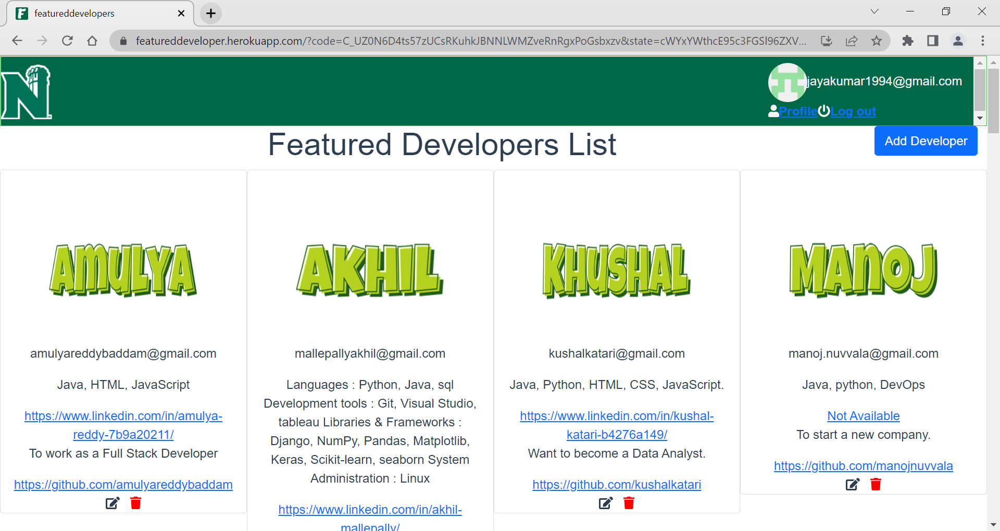 featureddevelopers
featureddeveloper.herokuapp.com/?code=C_UZ0N6D4ts57zUCsRKuhkJBNNLWMZveRnRgxPoGsbxzv&state=cWYxYWthcE95c3FGSl96ZXV...
N
jayakumar1994@gmail.com
Profile Log out
Featured Developers List
Add Developer
AMULYA
amulyareddybaddam@gmail.com
Java, HTML, JavaScript
https://www.linkedin.com/in/amulya-
reddy-7b9a20211/
To work as a Full Stack Developer
https://github.com/amulyareddybaddam
AKHIL
mallepallyakhil@gmail.com
Languages : Python, Java, sql
Development tools : Git, Visual Studio,
tableau Libraries & Frameworks :
Django, NumPy, Pandas, Matplotlib,
Keras, Scikit-learn, seaborn System
Administration : Linux
https://www.linkedin.com/in/akhil-
mallepally/
KHUSHAL
kushalkatari@gmail.com
Java, Python, HTML, CSS, JavaScript.
https://www.linkedin.com/in/kushal-
katari-b4276a149/
Want to become a Data Analyst.
https://github.com/kushalkatari
MANOJ
manoj.nuvvala@gmail.com
Java, python, DevOps
Not Available
To start a new company.
https://github.com/manojnuvvala